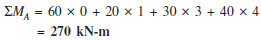 ΣM_A = 60 × 0 + 20 × 1 + 30 × 3 + 40 × 4
= 270 kN-m